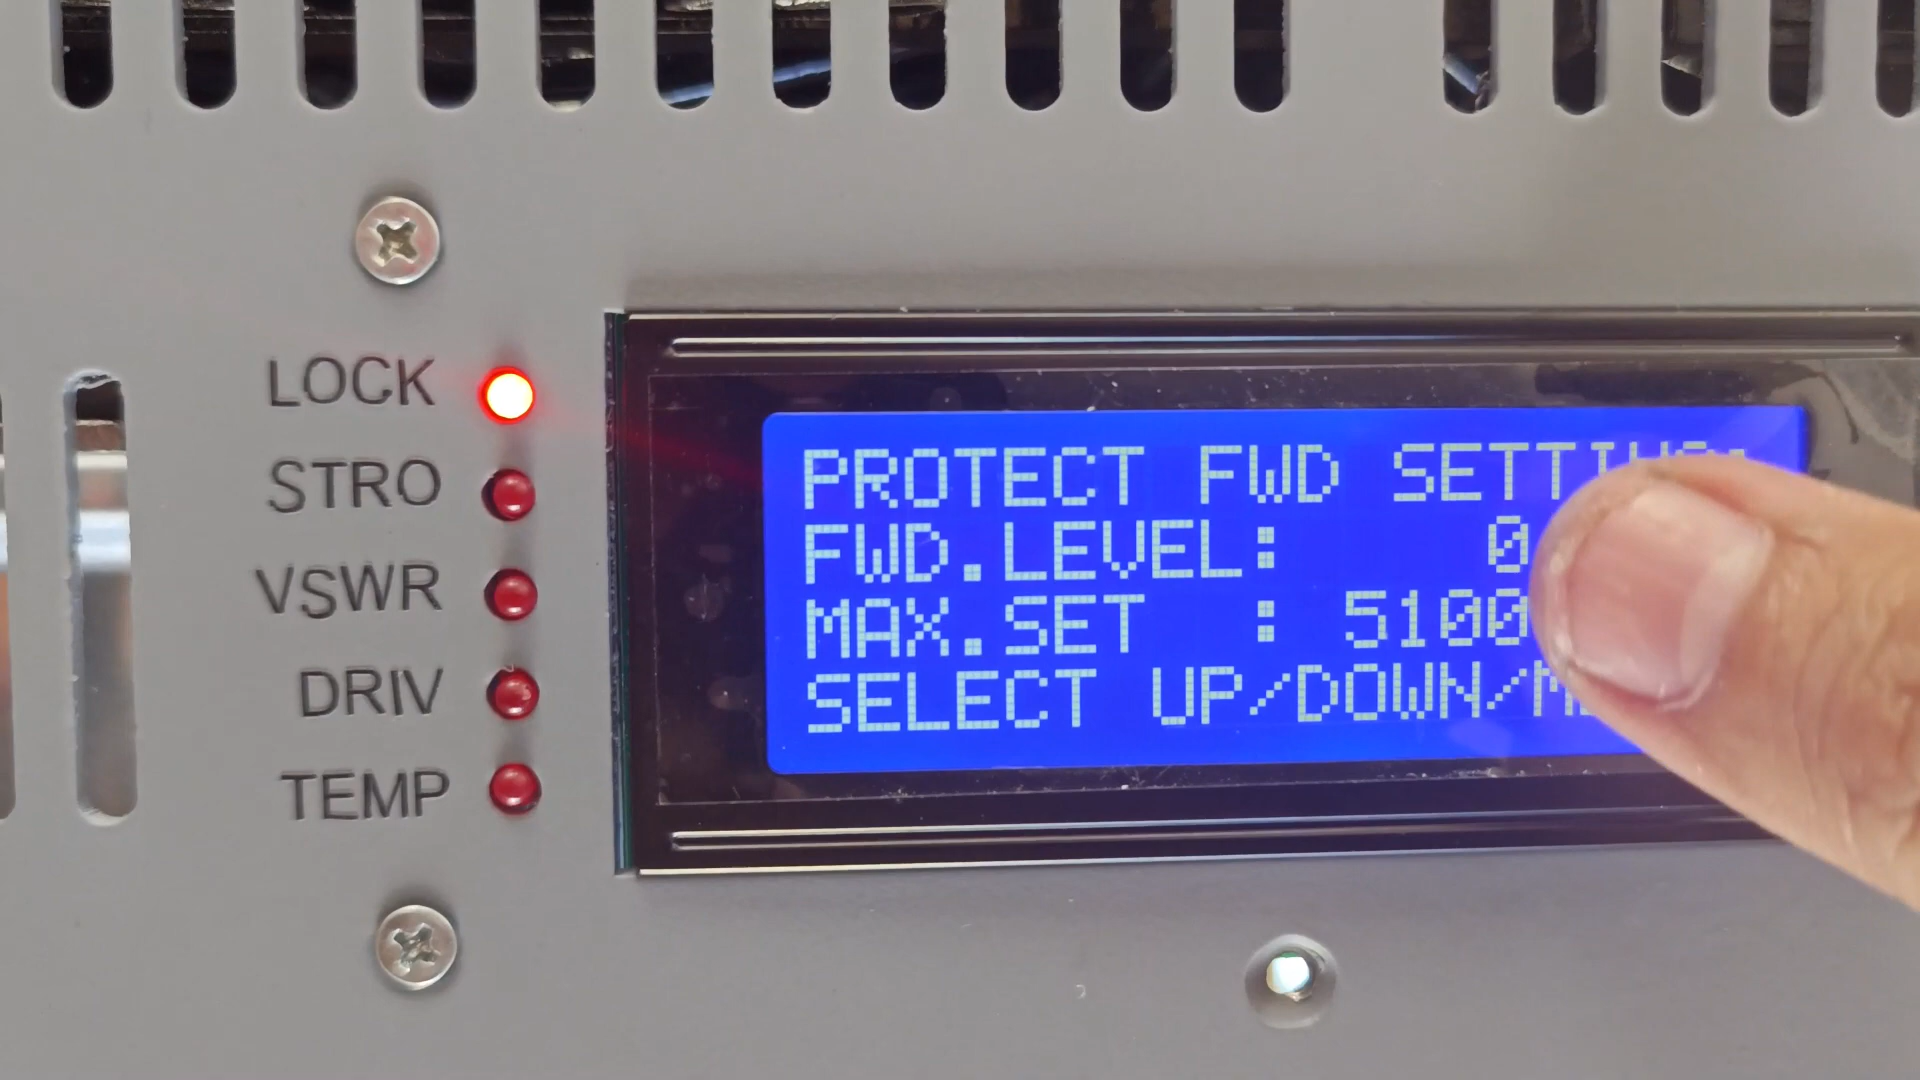 LOCK
STRO
VSWR
DRIV
TEMP
PROTECT FWD SETTING:
FWD.LEVEL: 0
MAX.SET : 5100
SELECT UP/DOWN/